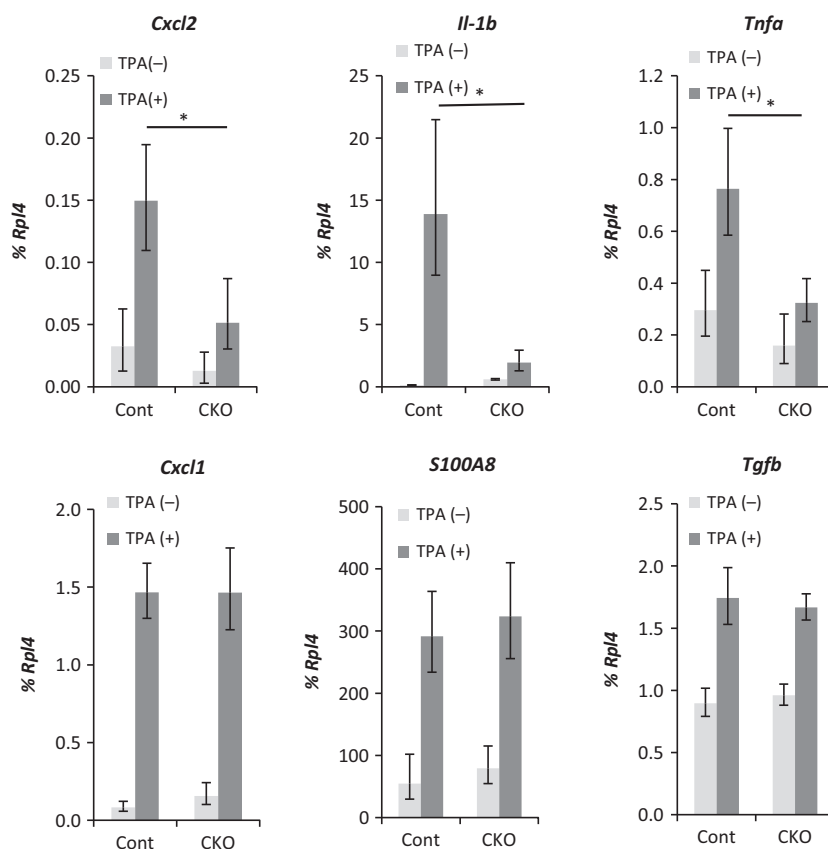 Cxcl2
TPA(–)
TPA(+)
0.25
0.20
0.15
0.10
0.05
0.00
% Rpl4
*
Cont CKO
Il-1b
TPA (–)
TPA (+)
25
20
15
10
5
0
% Rpl4
*
Cont CKO
Tnfa
TPA (–)
TPA (+)
1.2
1.0
0.8
0.6
0.4
0.2
0.0
% Rpl4
*
Cont CKO
Cxcl1
TPA (–)
TPA (+)
2.0
1.5
1.0
0.5
0.0
% Rpl4
Cont CKO
S100A8
TPA (–)
TPA (+)
500
400
300
200
100
0
% Rpl4
Cont CKO
Tgfb
TPA (–)
TPA (+)
2.5
2.0
1.5
1.0
0.5
0.0
% Rpl4
Cont CKO